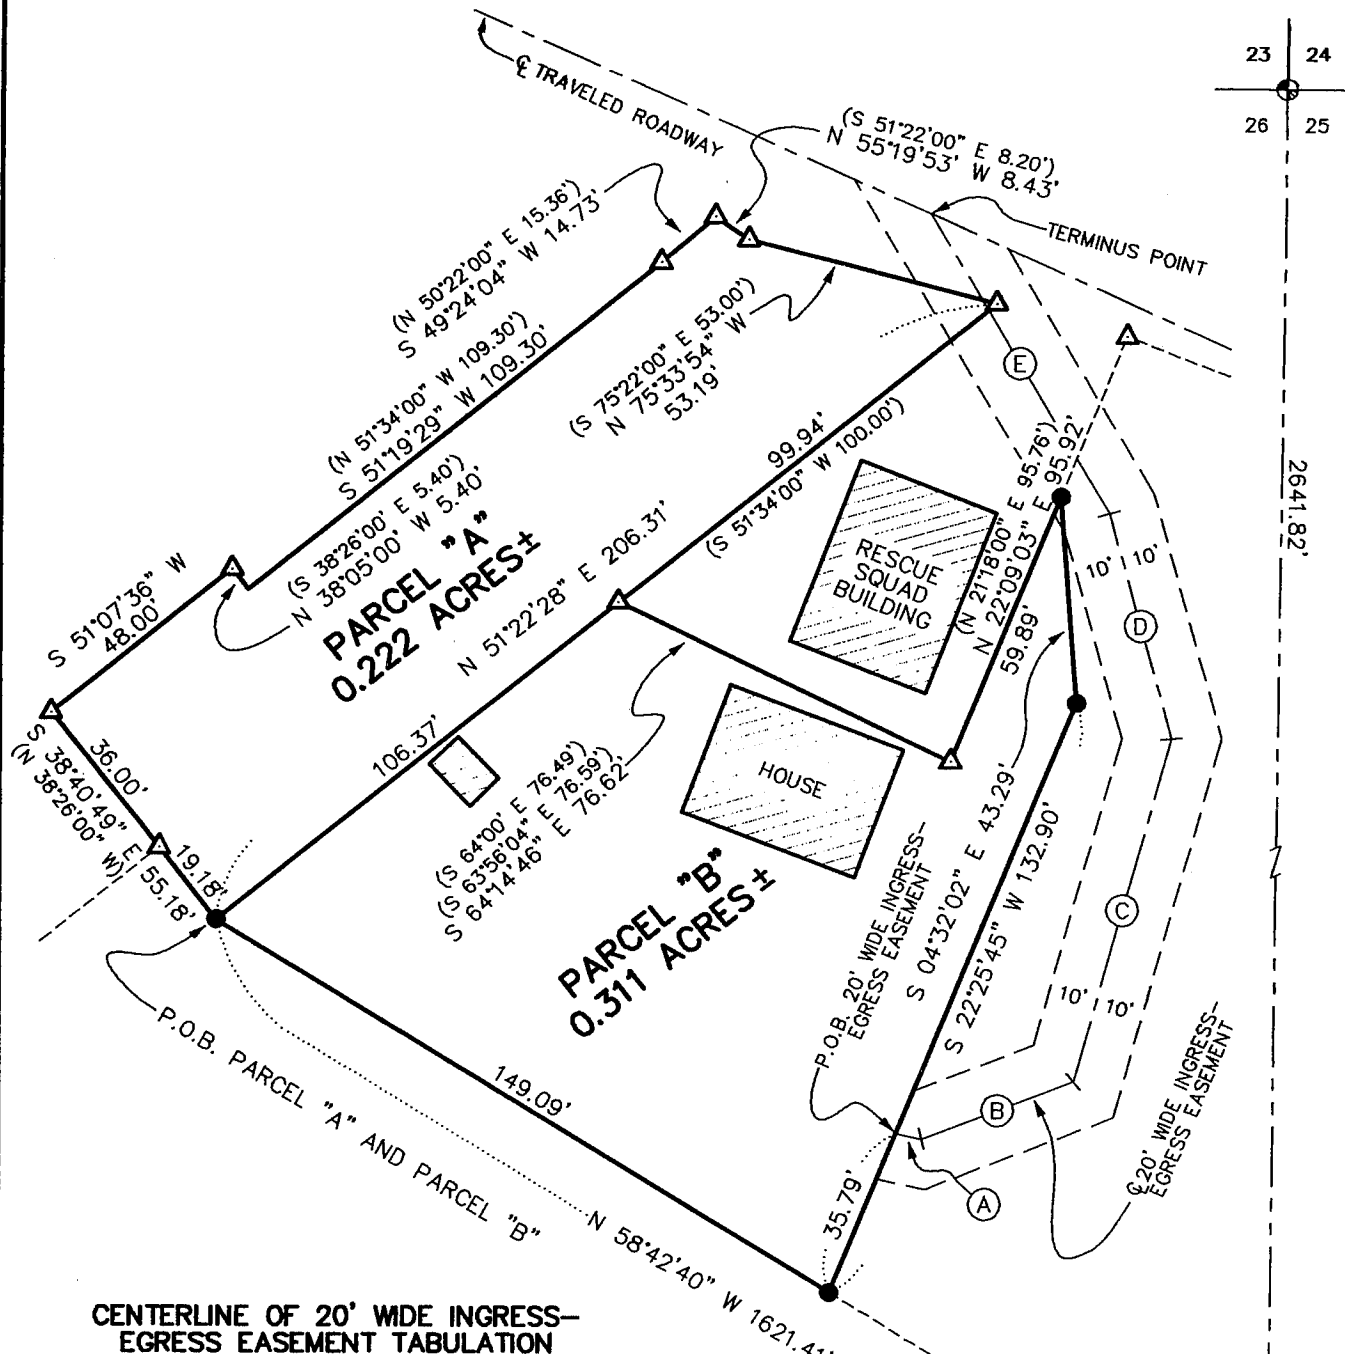 23 24
26 25
℄ TRAVELED ROADWAY
(S 51°22'00" E 8.20')
N 55°19'53' W 8.43'
TERMINUS POINT
(N 50°22'00" E 15.36')
S 49°24'04" W 14.73'
(N 51°34'00" W 109.30')
S 51°19'29" W 109.30'
(S 75°22'00" E 53.00')
N 75°33'54" W
53.19'
E
(S 38°26'00' E 5.40')
N 38°05'00' W 5.40'
PARCEL "A"
0.222 ACRES±
N 51°22'28" E 206.31'
99.94'
(S 51°34'00" W 100.00')
RESCUE
SQUAD
BUILDING
(N 21°18'00" E 95.76')
N 22°09'03" E 95.92'
59.89'
10' 10'
D
2641.82'
S 51°07'36" W
48.00'
36.00'
S 38°40'49" E 55.18'
(N 38°26'00" W)
19.18'
106.37'
(S 64°00' E 76.49')
(S 63°56'04" E 76.59')
S 64°14'46" E 76.62'
HOUSE
PARCEL "B"
0.311 ACRES±
P.O.B. 20' WIDE INGRESS-
EGRESS EASEMENT
S 04°32'02" E 43.29'
S 22°25'45" W 132.90'
C
10' 10'
B
A
℄ 20' WIDE INGRESS-
EGRESS EASEMENT
P.O.B. PARCEL "A" AND PARCEL "B"
149.09'
35.79'
N 58°42'40" W 1621.41'
CENTERLINE OF 20' WIDE INGRESS-
EGRESS EASEMENT TABULATION